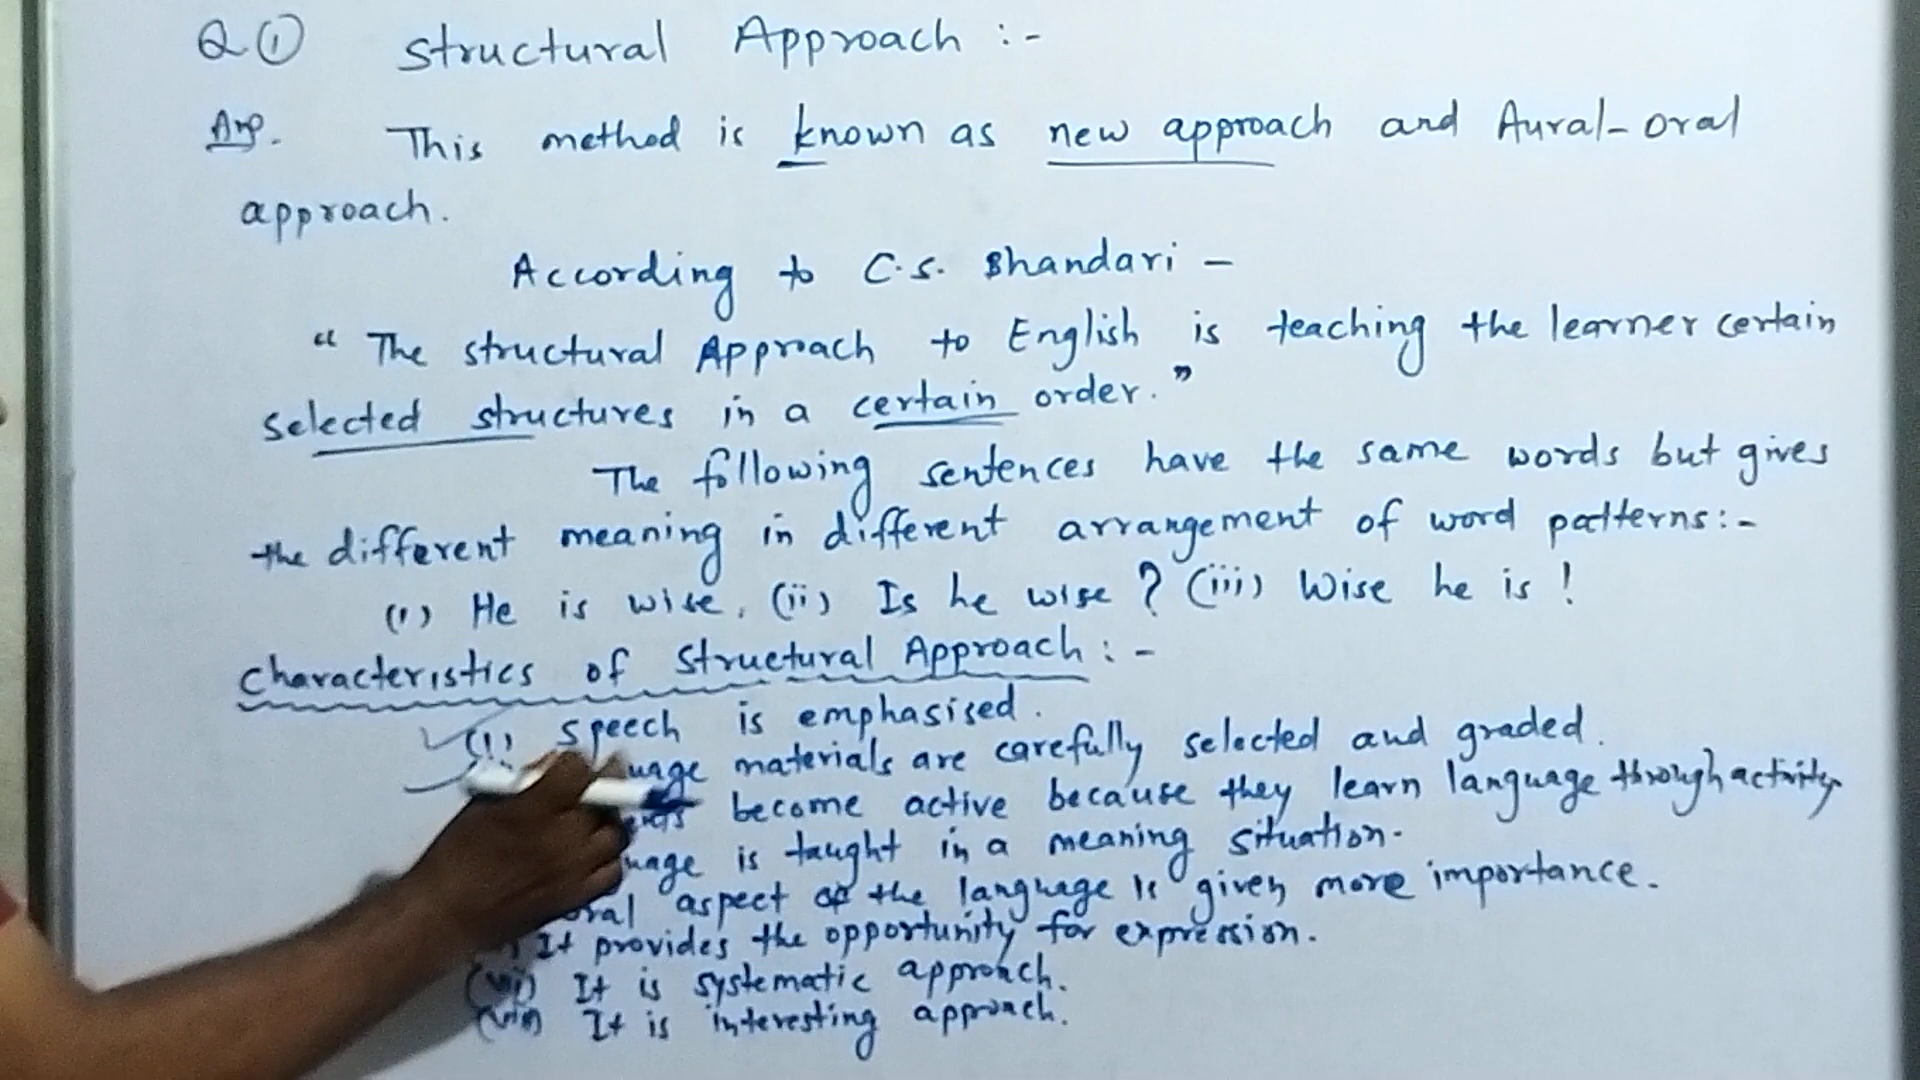 Q ① Structural Approach :-
Ans. This method is known as new approach and Aural-oral
approach.
According to C.S. Bhandari -
“ The structural Approach to English is teaching the learner certain
selected structures in a certain order.”
The following sentences have the same words but gives
the different meaning in different arrangement of word patterns:-
(i) He is wise. (ii) Is he wise ? (iii) Wise he is !
Characteristics of Structural Approach :-
(i) Speech is emphasised.
materials are carefully selected and graded.
become active because they learn language through activity
is taught in a meaning situation.
oral aspect of the language is given more importance.
It provides the opportunity for expression.
(vii) It is systematic approach.
(viii) It is interesting approach.